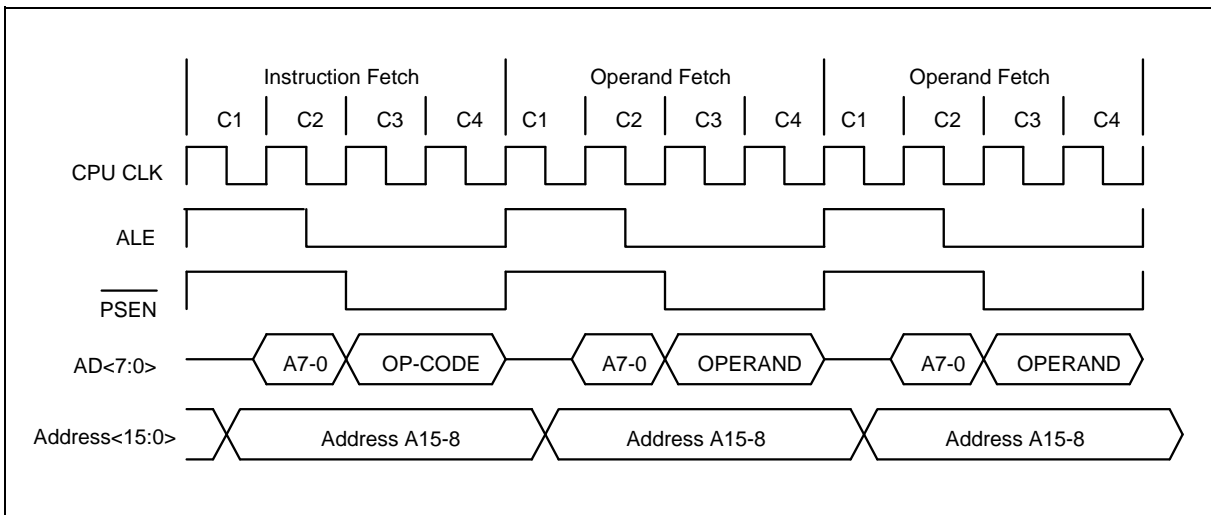 Instruction Fetch Operand Fetch Operand Fetch
C1 C2 C3 C4 C1 C2 C3 C4 C1 C2 C3 C4
CPU CLK
ALE
PSEN
AD<7:0> A7-0 OP-CODE A7-0 OPERAND A7-0 OPERAND
Address<15:0> Address A15-8 Address A15-8 Address A15-8